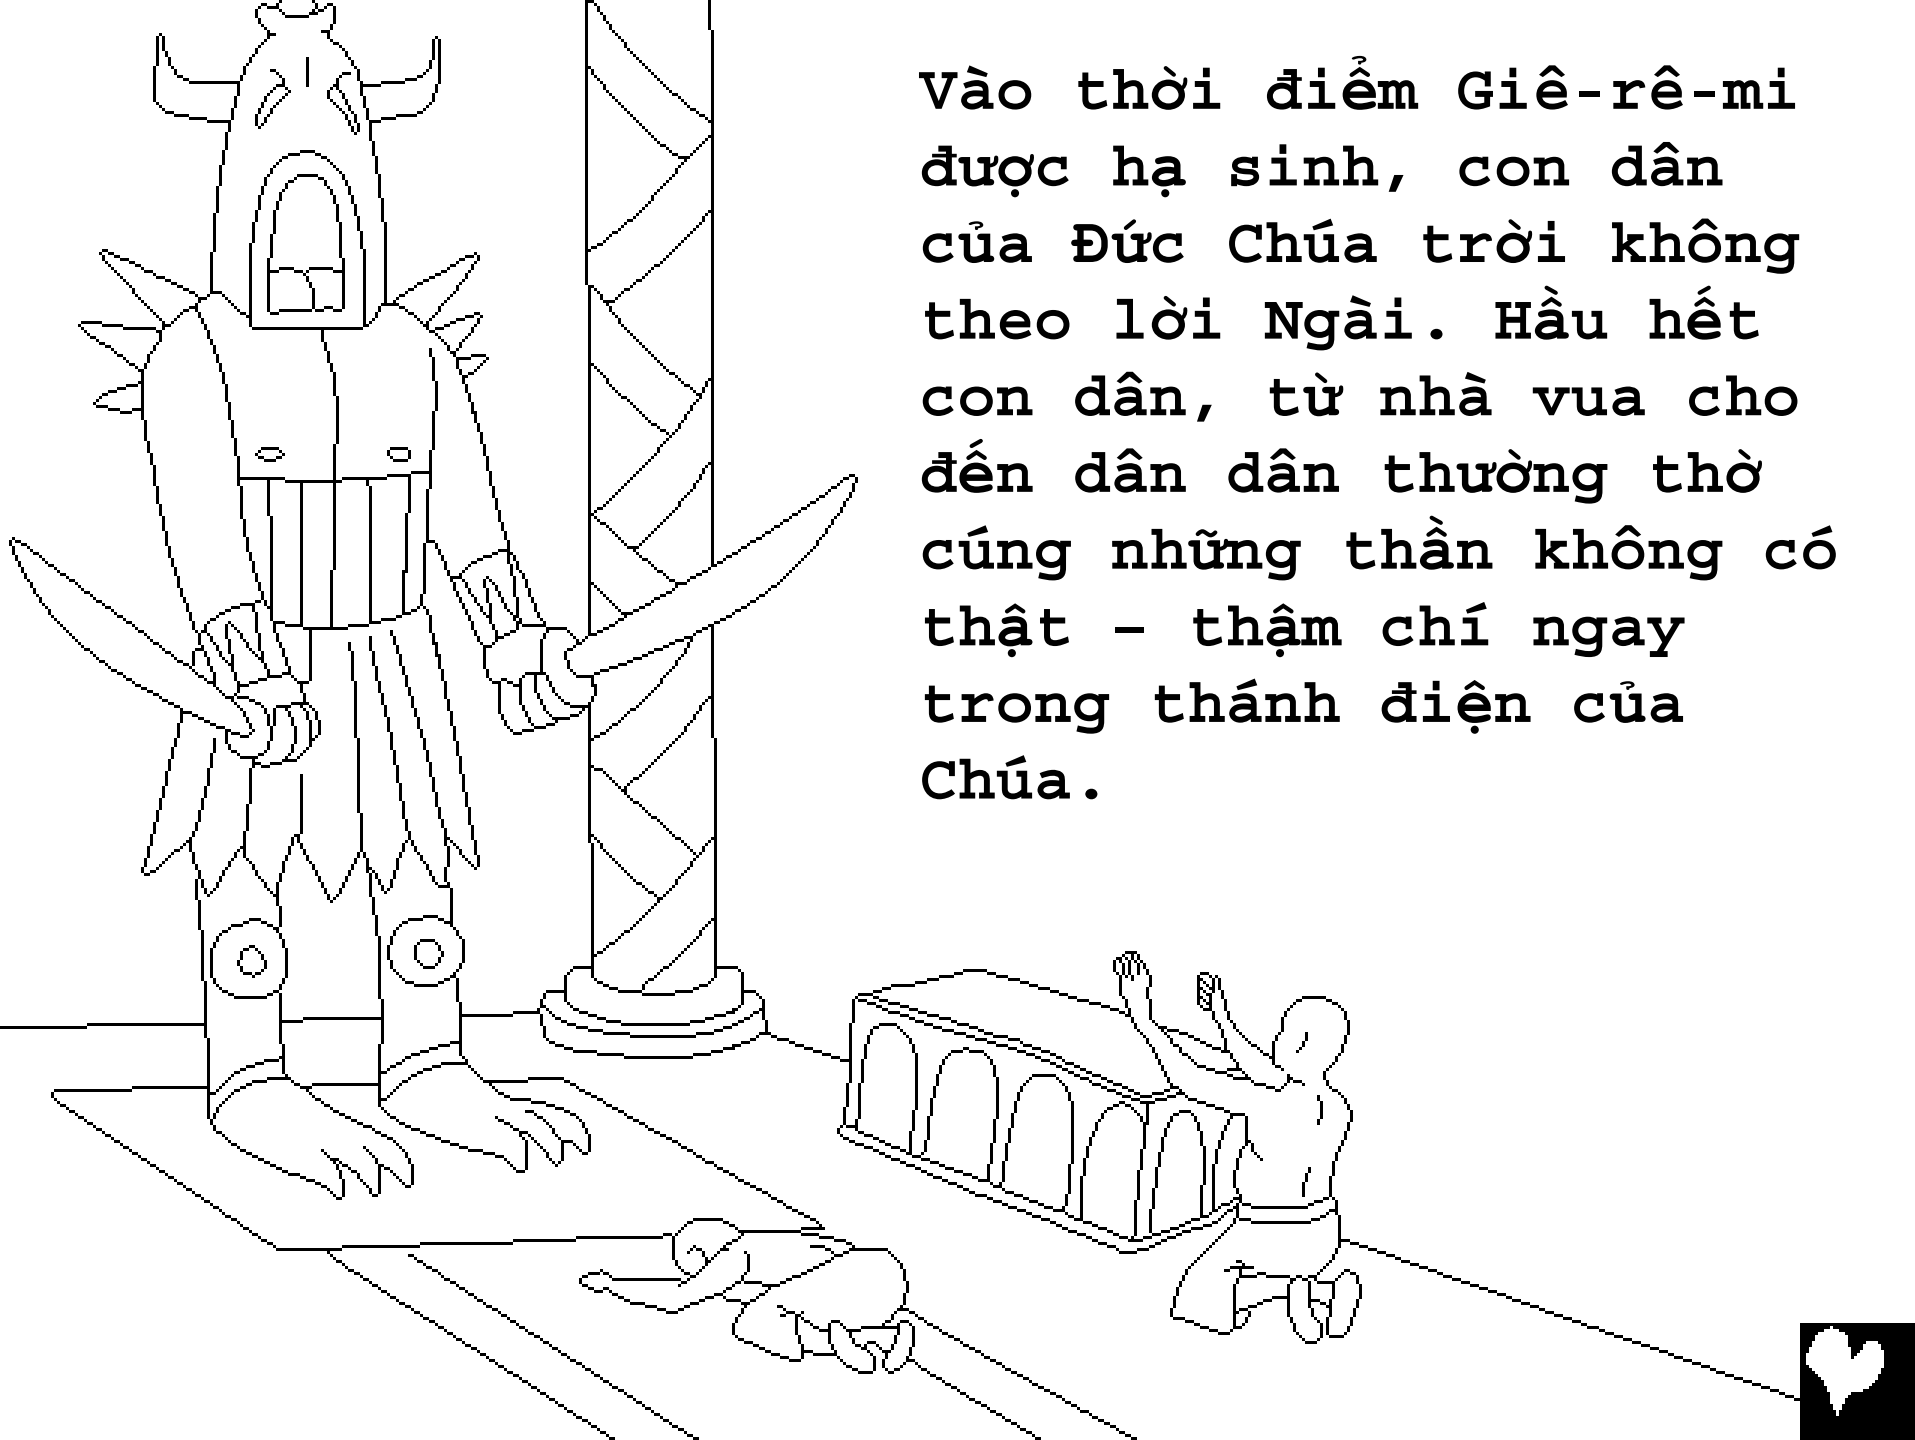 Vào thời điểm Giê-rê-mi
được hạ sinh, con dân
của Đức Chúa trời không
theo lời Ngài. Hầu hết
con dân, từ nhà vua cho
đến dân dân thường thờ
cúng những thần không có
thật – thậm chí ngay
trong thánh điện của
Chúa.